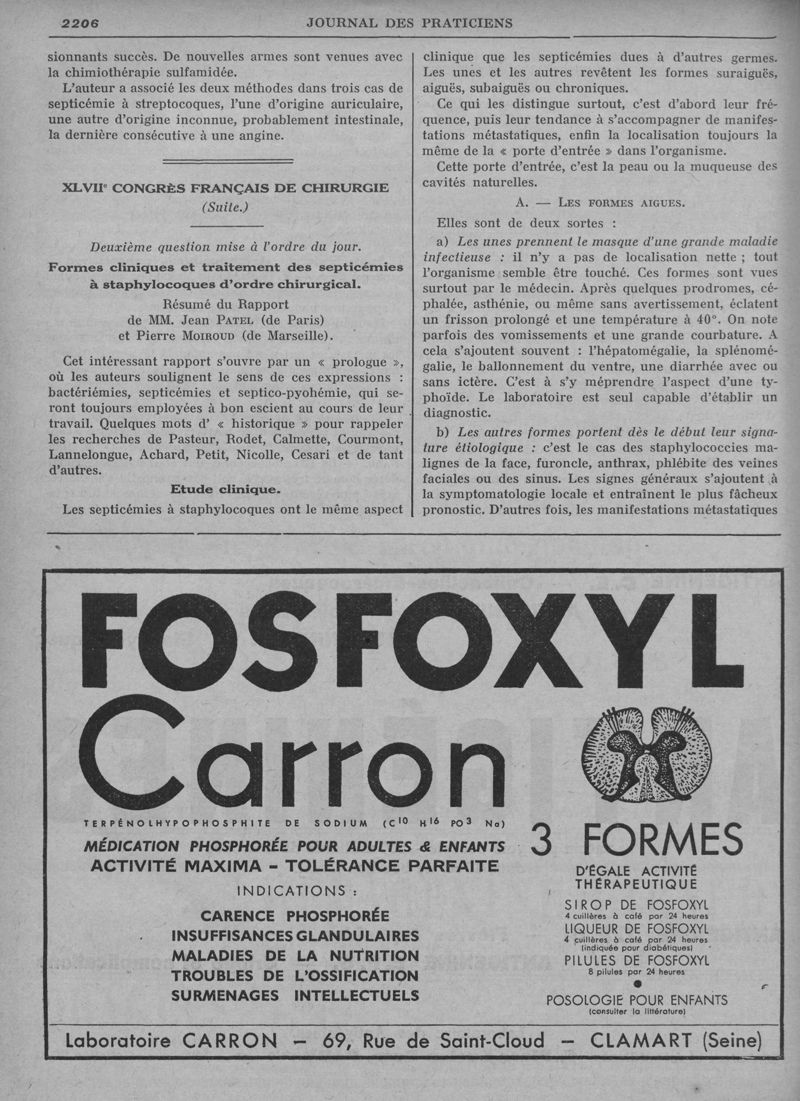 2206
JOURNAL DES PRATICIENS
sionnants succès. De nouvelles armes sont venues avec
la chimiothérapie sulfamidée.
L'auteur a associé les deux méthodes dans trois cas de
septicémie à streptocoques, l'une d'origine auriculaire,
une autre d'origine inconnue, probablement intestinale,
la dernière consécutive à une angine.
XLVIIe CONGRÈS FRANÇAIS DE CHIRURGIE
(Suite.)
Deuxième question mise à l'ordre du jour.
Formes cliniques et traitement des septicémies
à staphylocoques d'ordre chirurgical.
Résumé du Rapport
de MM. Jean PATEL (de Paris)
et Pierre MOIROUD (de Marseille).
Cet intéressant rapport s'ouvre par un « prologue »,
où les auteurs soulignent le sens de ces expressions :
bactériémies, septicémies et septico-pyohémie, qui se-
ront toujours employées à bon escient au cours de leur
travail. Quelques mots d' « historique » pour rappeler
les recherches de Pasteur, Rodet, Calmette, Courmont,
Lannelongue, Achard, Petit, Nicolle, Cesari et de tant
d'autres.
Etude clinique.
Les septicémies à staphylocoques ont le même aspect
clinique que les septicémies dues à d'autres germes.
Les unes et les autres revêtent les formes suraiguës,
aiguës, subaiguës ou chroniques.
Ce qui les distingue surtout, c'est d'abord leur fré-
quence, puis leur tendance à s'accompagner de manifes-
tations métastatiques, enfin la localisation toujours la
même de la « porte d'entrée » dans l'organisme.
Cette porte d'entrée, c'est la peau ou la muqueuse des
cavités naturelles.
A. — LES FORMES AIGUES.
Elles sont de deux sortes :
a) Les unes prennent le masque d'une grande maladie
infectieuse : il n'y a pas de localisation nette ; tout
l'organisme semble être touché. Ces formes sont vues
surtout par le médecin. Après quelques prodromes, cé-
phalée, asthénie, ou même sans avertissement, éclatent
un frisson prolongé et une température à 40°. On note
parfois des vomissements et une grande courbature. A
cela s'ajoutent souvent : l'hépatomégalie, la splénomé-
galie, le ballonnement du ventre, une diarrhée avec ou
sans ictère. C'est à s'y méprendre l'aspect d'une ty-
phoïde. Le laboratoire est seul capable d'établir un
diagnostic.
b) Les autres formes portent dès le début leur signa-
ture étiologique : c'est le cas des staphylococcies ma-
lignes de la face, furoncle, anthrax, phlébite des veines
faciales ou des sinus. Les signes généraux s'ajoutent à
la symptomatologie locale et entraînent le plus fâcheux
pronostic. D'autres fois, les manifestations métastatiques
FOSFOXYL
Carron
TERPÉNOLHYPOPHOSPHITE DE SODIUM (C10 H16 PO3 Na)
MÉDICATION PHOSPHORÉE POUR ADULTES & ENFANTS
ACTIVITÉ MAXIMA - TOLÉRANCE PARFAITE
INDICATIONS :
CARENCE PHOSPHORÉE
INSUFFISANCES GLANDULAIRES
MALADIES DE LA NUTRITION
TROUBLES DE L'OSSIFICATION
SURMENAGES INTELLECTUELS
3 FORMES
D'ÉGALE ACTIVITÉ
THÉRAPEUTIQUE
SIROP DE FOSFOXYL
4 cuillères à café par 24 heures
LIQUEUR DE FOSFOXYL
4 cuillères à café par 24 heures
(indiquée pour diabétiques)
PILULES DE FOSFOXYL
8 pilules par 24 heures
POSOLOGIE POUR ENFANTS
(consulter la littérature)
Laboratoire CARRON — 69, Rue de Saint-Cloud — CLAMART (Seine)